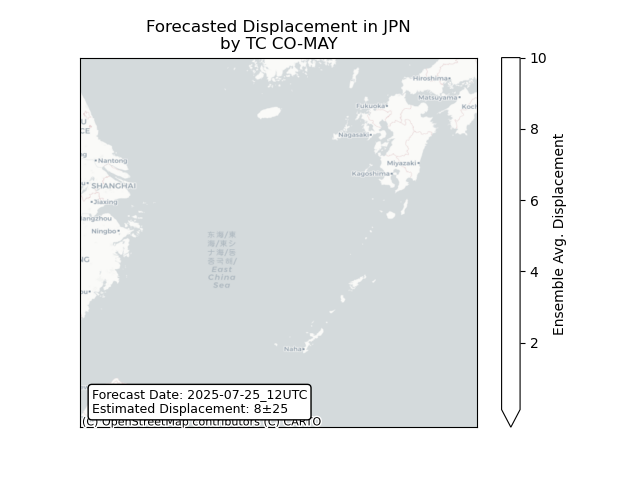 Forecasted Displacement in JPN
by TC CO-MAY
10
8
6
4
2
Ensemble Avg. Displacement
Hiroshima
Matsuyama
Fukuoka
Nagasaki
Miyazaki
Kagoshima
Nantong
SHANGHAI
Jiaxing
Ningbo
East
China
Sea
Naha
Forecast Date: 2025-07-25_12UTC
Estimated Displacement: 8±25
(C) OpenStreetMap contributors (C) CARTO